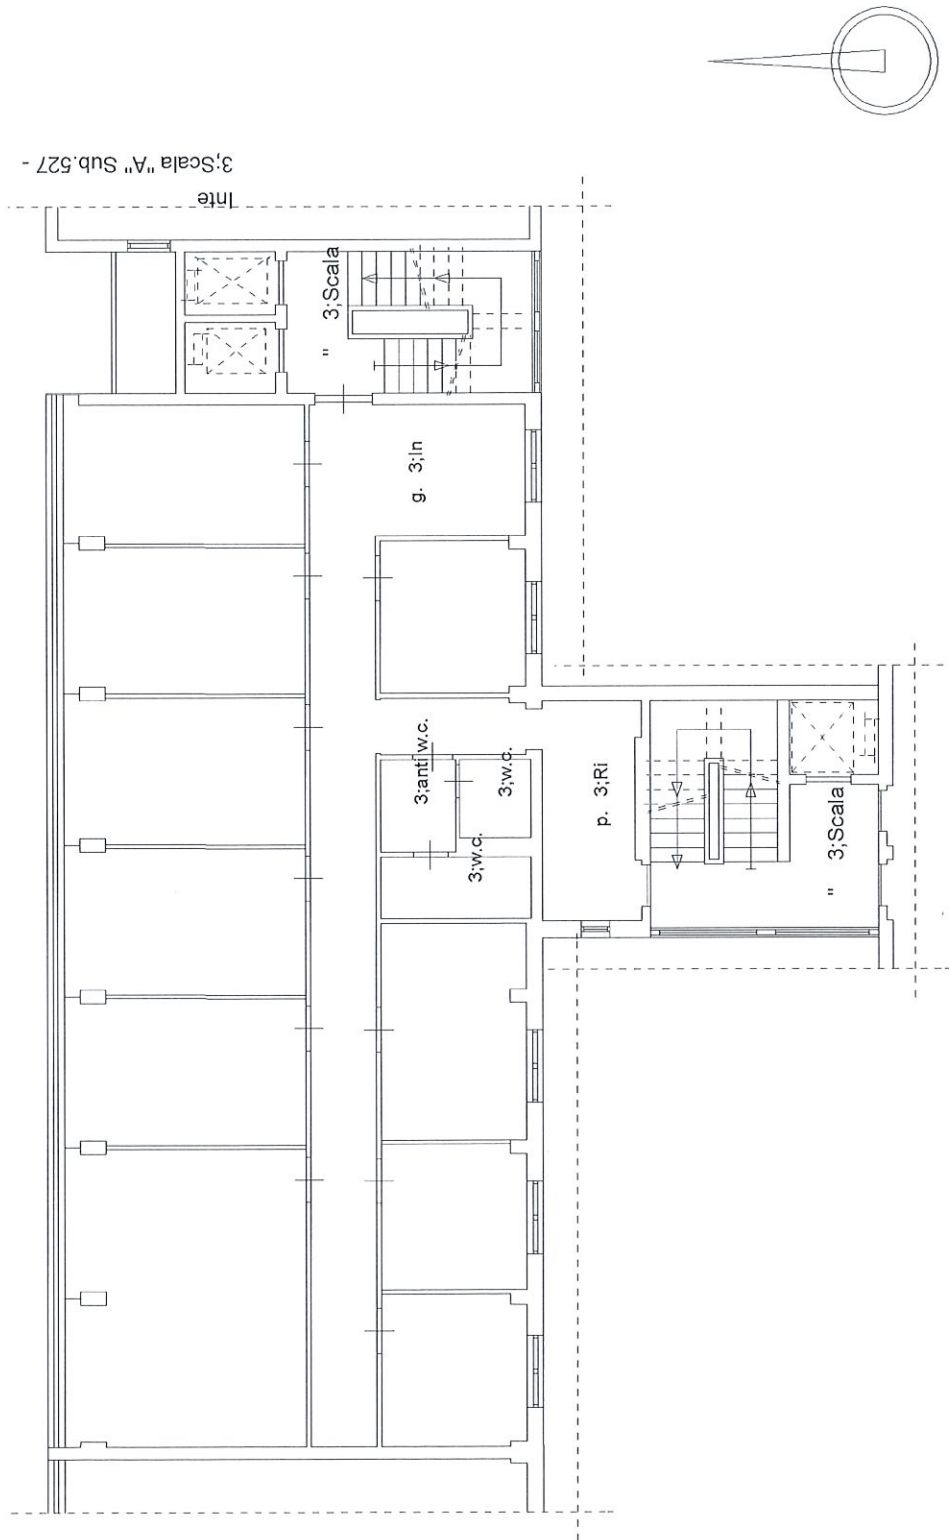 3;Scala "A" Sub.527 -
Inte
3;Scala
"
g. 3;In
3;anti w.c.
3;w.c.
3;w.c.
p. 3;Ri
3;Scala
"